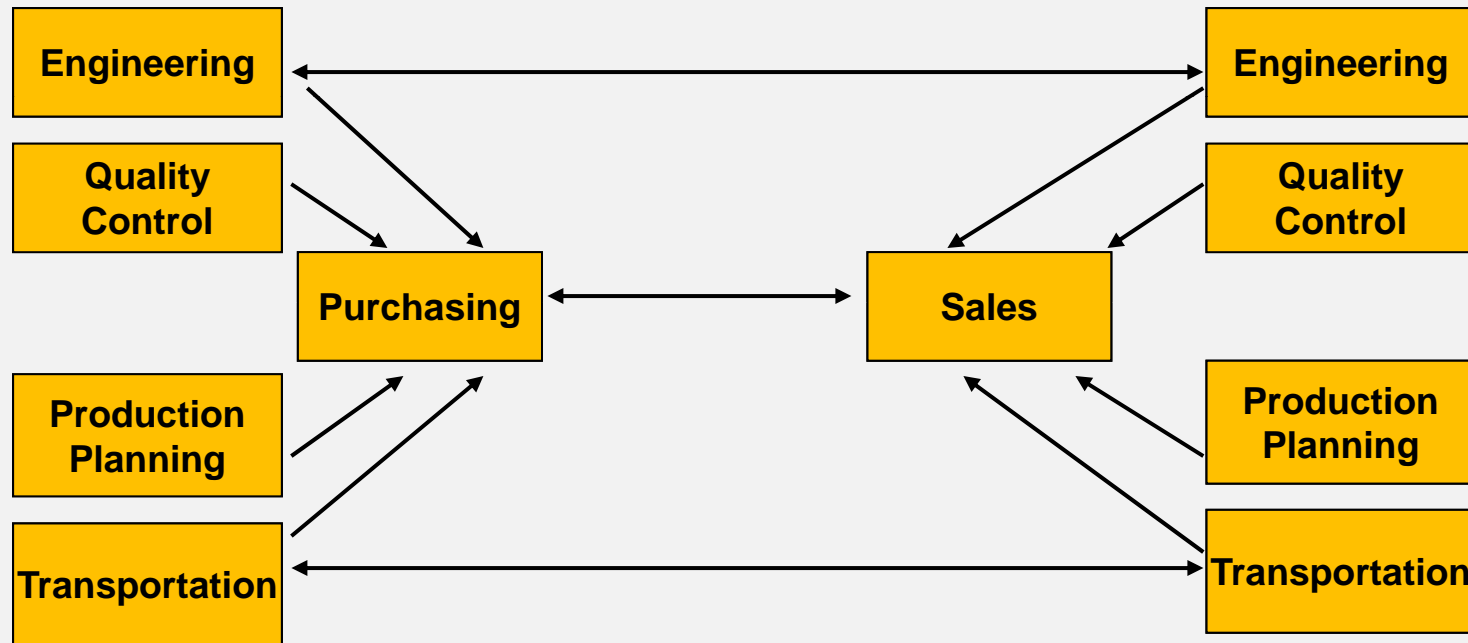 Engineering
Engineering
Quality
Control
Quality
Control
Purchasing
Sales
Production
Planning
Production
Planning
Transportation
Transportation